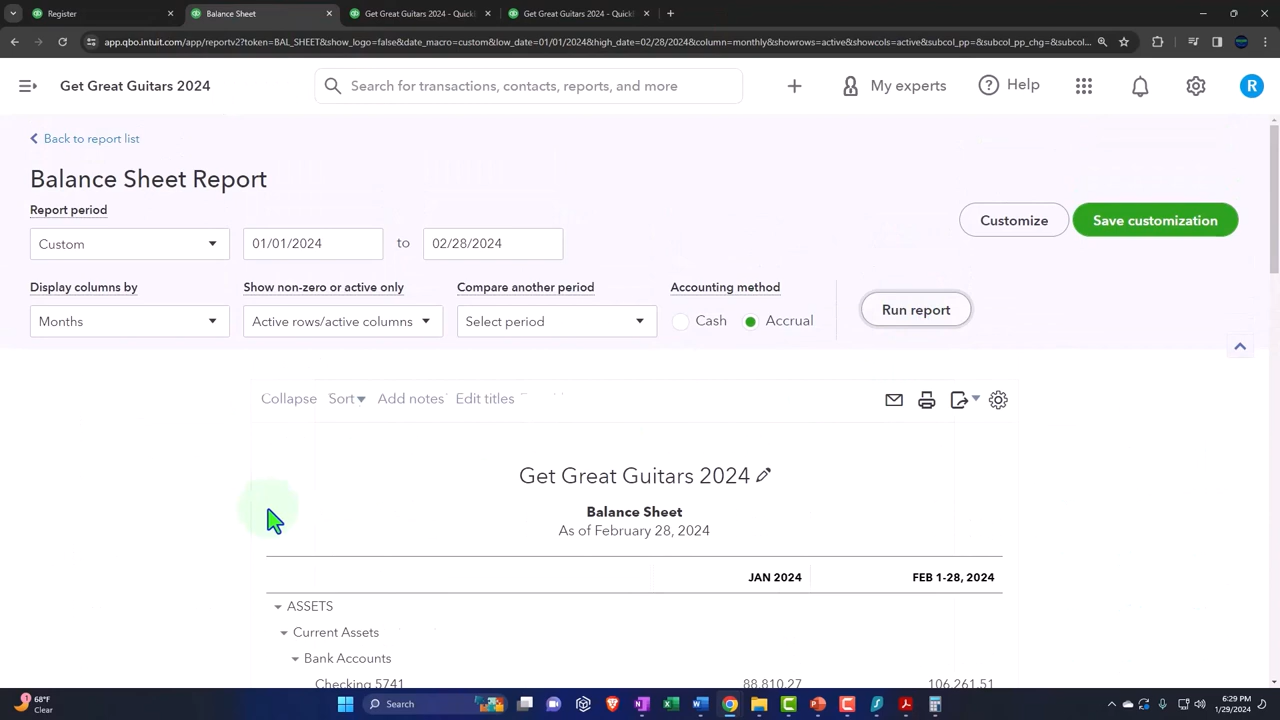 Register
Balance Sheet
Get Great Guitars 2024 - Quick
Get Great Guitars 2024 - Quick
app.qbo.intuit.com/app/reportv2?token=BAL_SHEET&show_logo=false&date_macro=custom&low_date=01/01/2024&high_date=02/28/2024&column=monthly&showrows=active&showcols=active&subcol_pp=&subcol_pp_chg=&subcol...
Get Great Guitars 2024
Search for transactions, contacts, reports, and more
My experts
Help
R
Back to report list
Balance Sheet Report
Report period
Custom
01/01/2024
to
02/28/2024
Customize
Save customization
Display columns by
Show non-zero or active only
Compare another period
Accounting method
Months
Active rows/active columns
Select period
Cash
Accrual
Run report
Collapse Sort Add notes Edit titles
Get Great Guitars 2024
Balance Sheet
As of February 28, 2024
JAN 2024 FEB 1-28, 2024
ASSETS
Current Assets
Bank Accounts
Checking 5741 88,810.27 106,261.51
68°F
Clear
Search
6:29 PM
1/29/2024